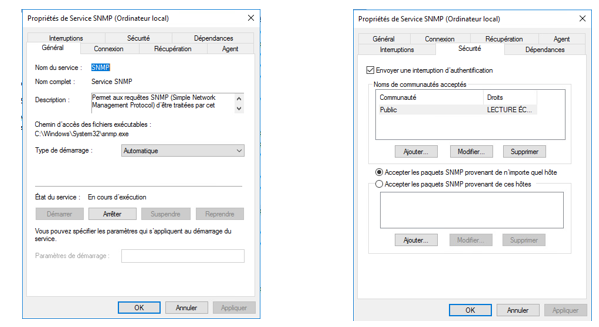 Propriétés de Service SNMP (Ordinateur local)
Interruptions Sécurité Dépendances
Général Connexion Récupération Agent
Nom du service : SNMP
Nom complet : Service SNMP
Description : Permet aux requêtes SNMP (Simple Network
Management Protocol) d'être traitées par cet
Chemin d'accès des fichiers exécutables :
C:\Windows\System32\snmp.exe
Type de démarrage : Automatique
État du service : En cours d'exécution
Démarrer Arrêter Suspendre Reprendre
Vous pouvez spécifier les paramètres qui s'appliquent au démarrage du
service.
Paramètres de démarrage :
OK Annuler Appliquer
Propriétés de Service SNMP (Ordinateur local)
Général Connexion Récupération Agent
Interruptions Sécurité Dépendances
Envoyer une interruption d'authentification
Noms de communautés acceptés
Communauté Droits
Public LECTURE ÉC...
Ajouter... Modifier... Supprimer
Accepter les paquets SNMP provenant de n'importe quel hôte
Accepter les paquets SNMP provenant de ces hôtes
Ajouter... Modifier... Supprimer
OK Annuler Appliquer